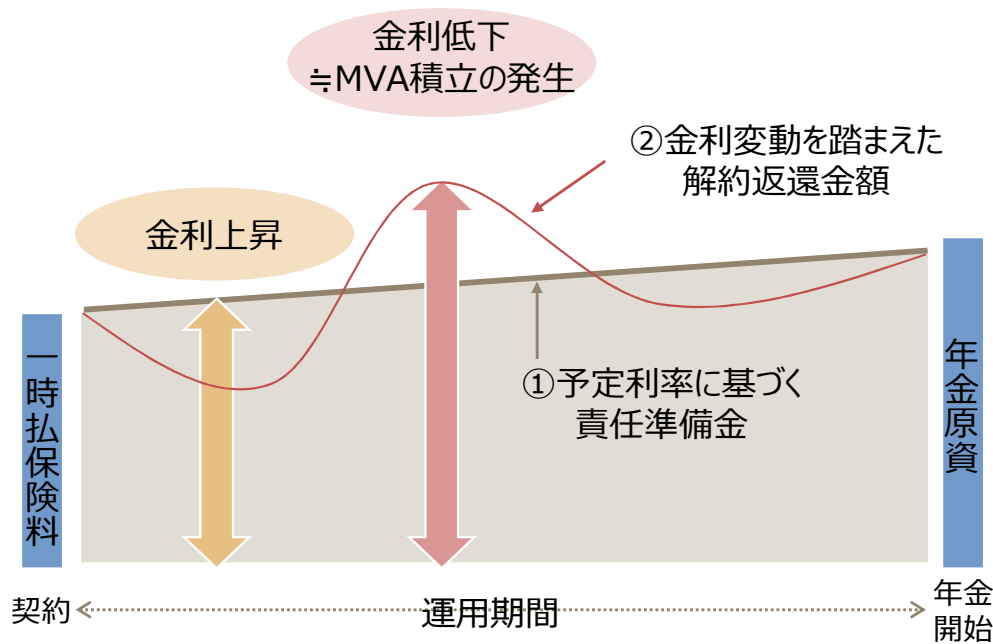 金利低下
≒MVA積立の発生
②金利変動を踏まえた
解約返還金額
金利上昇
一時払保険料
①予定利率に基づく
責任準備金
年金原資
契約
運用期間
年金
開始